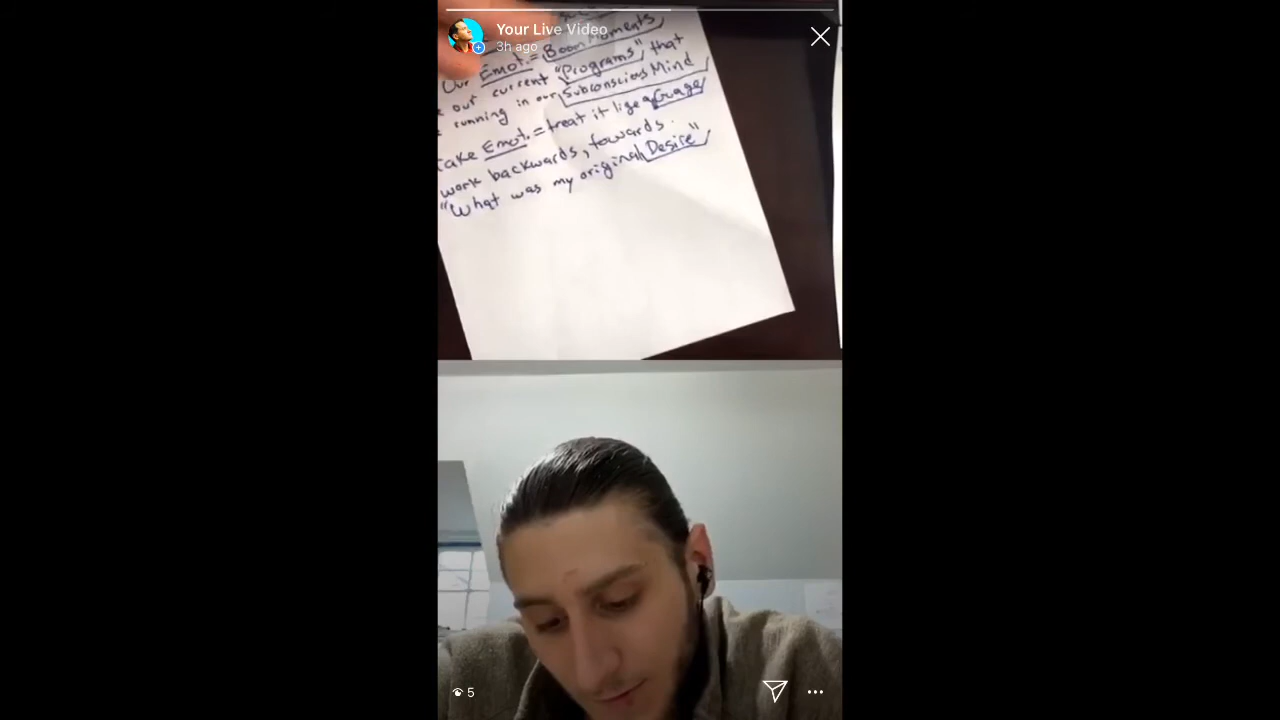 Your Live Video
3h ago
Our Emot. = Boom Moments,
out current "Programs" that
running in our Subconscious Mind
Take Emot. = treat it like a Guage
work backwards, towards.
"What was my original Desire"
5